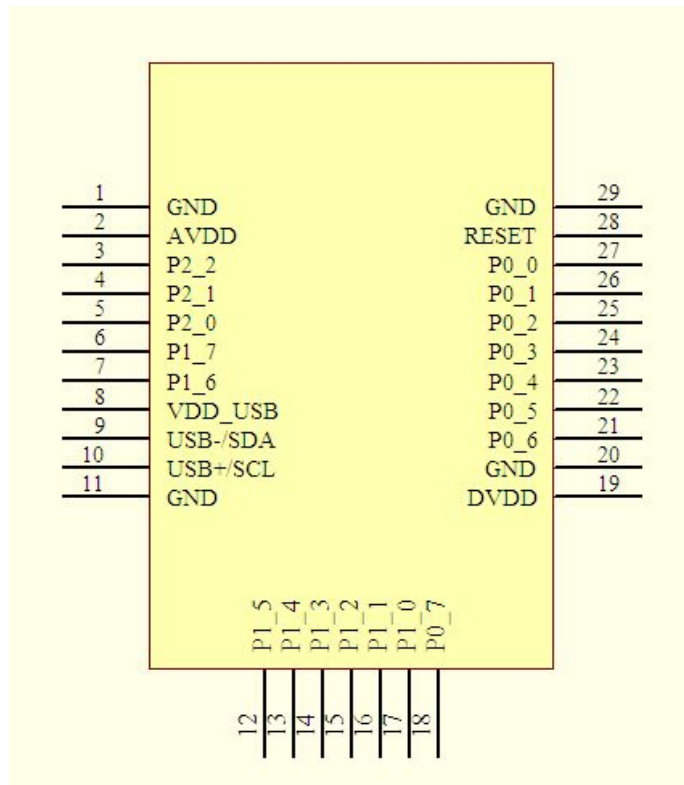 1 GND
2 AVDD
3 P2_2
4 P2_1
5 P2_0
6 P1_7
7 P1_6
8 VDD_USB
9 USB-/SDA
10 USB+/SCL
11 GND
29 GND
28 RESET
27 P0_0
26 P0_1
25 P0_2
24 P0_3
23 P0_4
22 P0_5
21 P0_6
20 GND
19 DVDD
12 P1_5
13 P1_4
14 P1_3
15 P1_2
16 P1_1
17 P1_0
18 P0_7